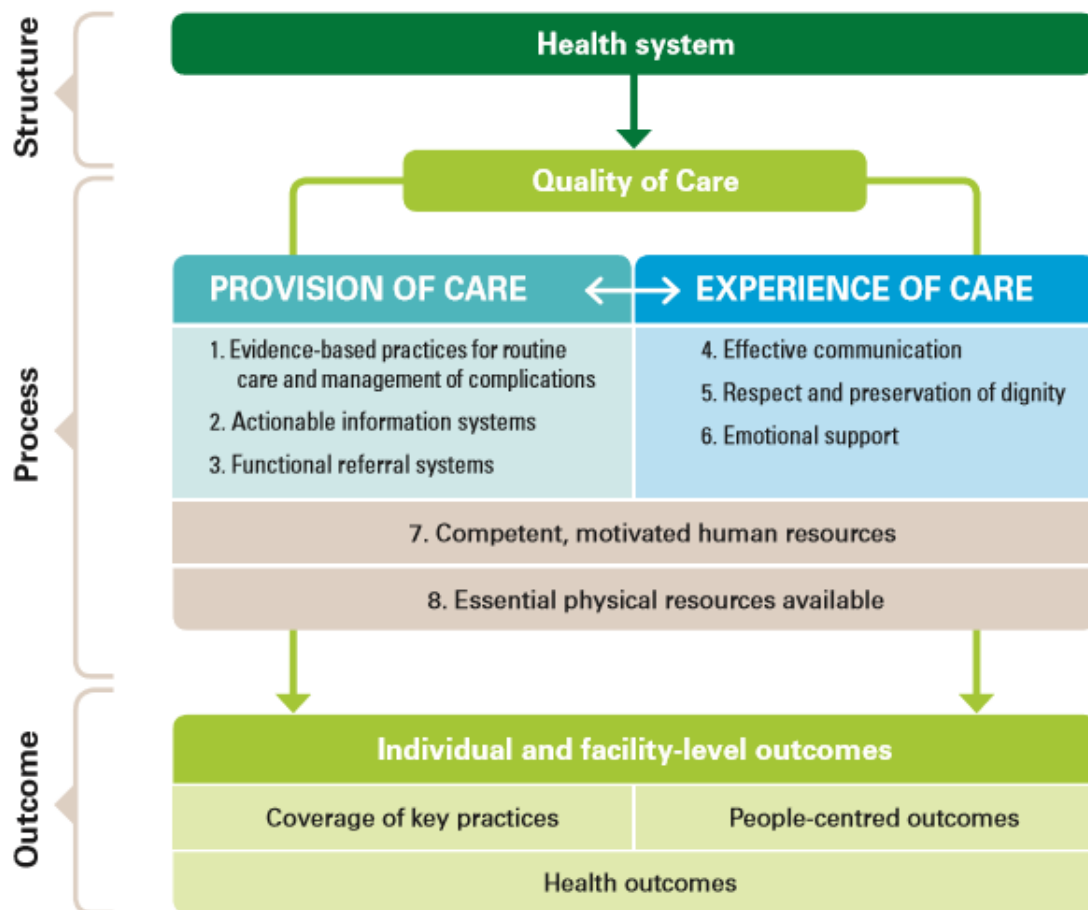 Structure
Health system
Process
Quality of Care
PROVISION OF CARE
1. Evidence-based practices for routine
care and management of complications
2. Actionable information systems
3. Functional referral systems
EXPERIENCE OF CARE
4. Effective communication
5. Respect and preservation of dignity
6. Emotional support
7. Competent, motivated human resources
8. Essential physical resources available
Outcome
Individual and facility-level outcomes
Coverage of key practices
People-centred outcomes
Health outcomes